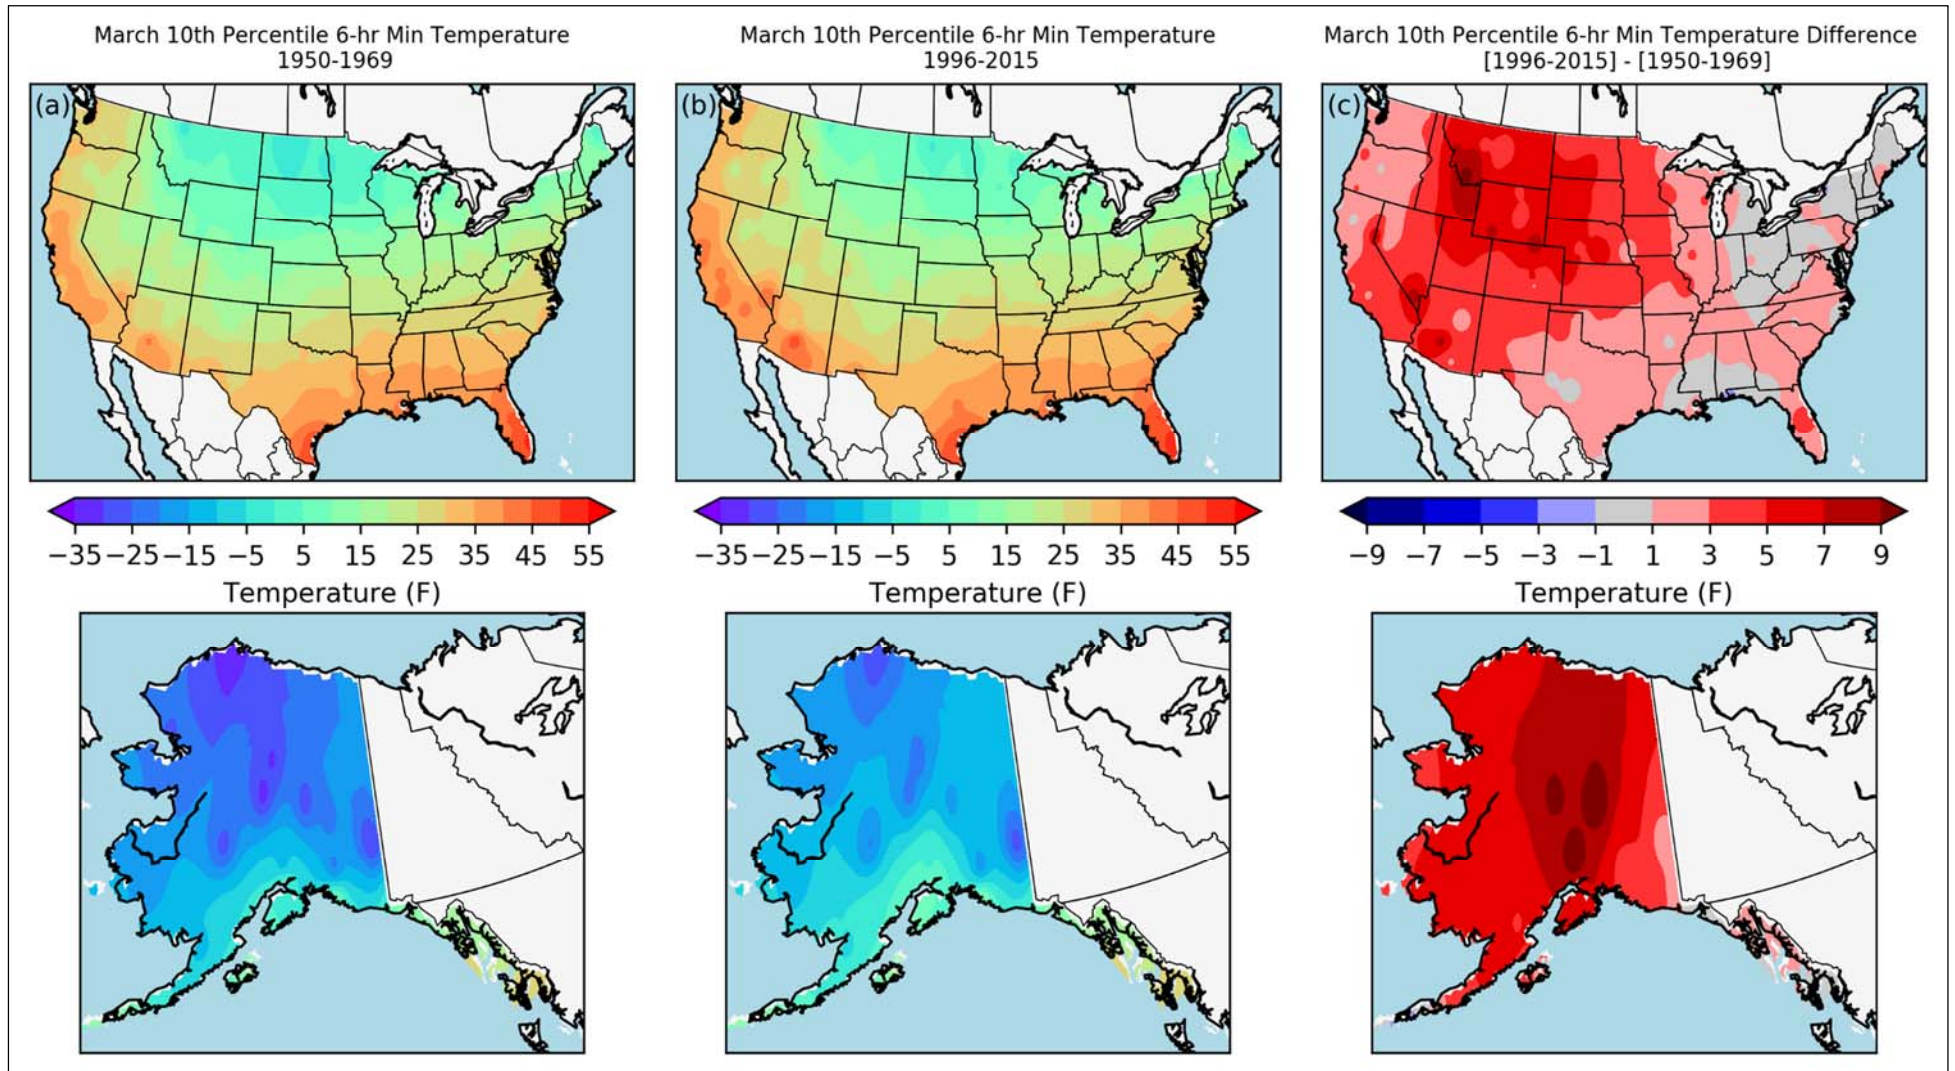 March 10th Percentile 6-hr Min Temperature
1950-1969
March 10th Percentile 6-hr Min Temperature
1996-2015
March 10th Percentile 6-hr Min Temperature Difference
[1996-2015] - [1950-1969]
(a)
(b)
(c)
−35 −25 −15 −5 5 15 25 35 45 55
Temperature (F)
−35 −25 −15 −5 5 15 25 35 45 55
Temperature (F)
−9 −7 −5 −3 −1 1 3 5 7 9
Temperature (F)